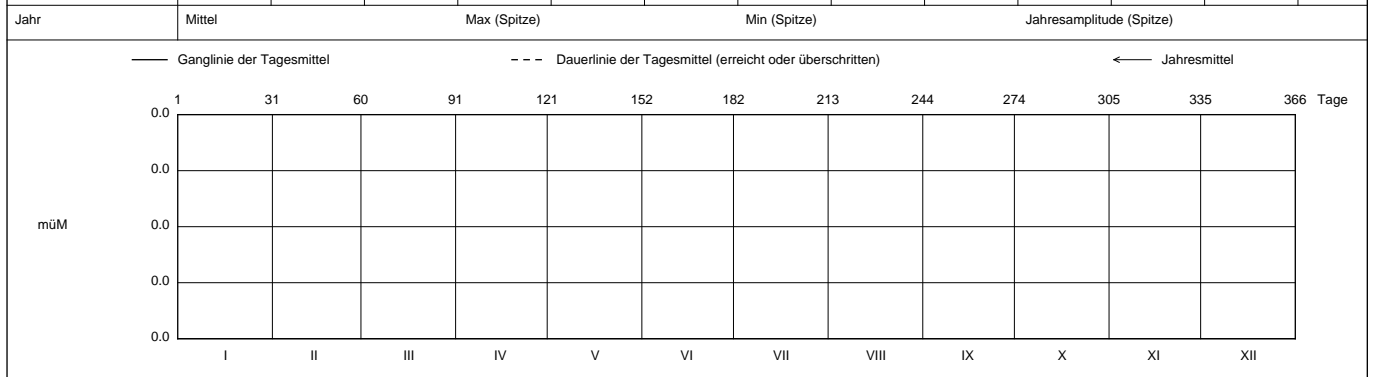 Jahr Mittel Max (Spitze) Min (Spitze) Jahresamplitude (Spitze)
Ganglinie der Tagesmittel Dauerlinie der Tagesmittel (erreicht oder überschritten) Jahresmittel
1 31 60 91 121 152 182 213 244 274 305 335 366 Tage
0.0
0.0
müM 0.0
0.0
0.0
I II III IV V VI VII VIII IX X XI XII